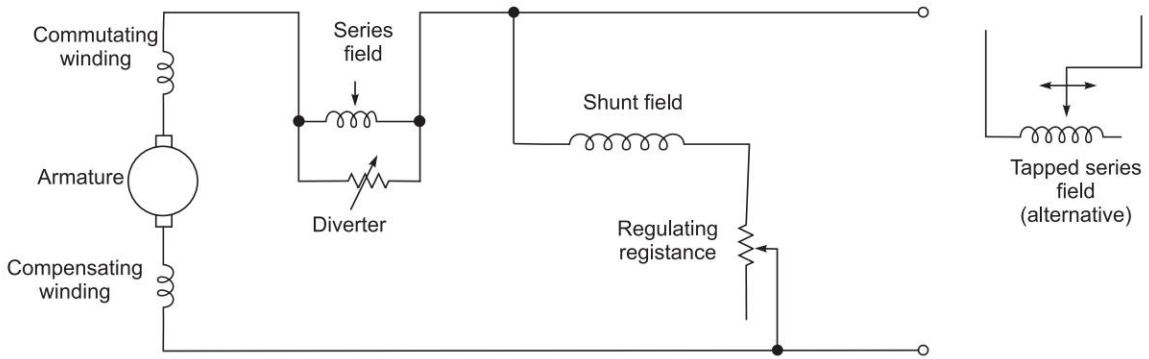 Commutating
winding
Series
field
Shunt field
Armature
Diverter
Regulating
registance
Compensating
winding
Tapped series
field
(alternative)